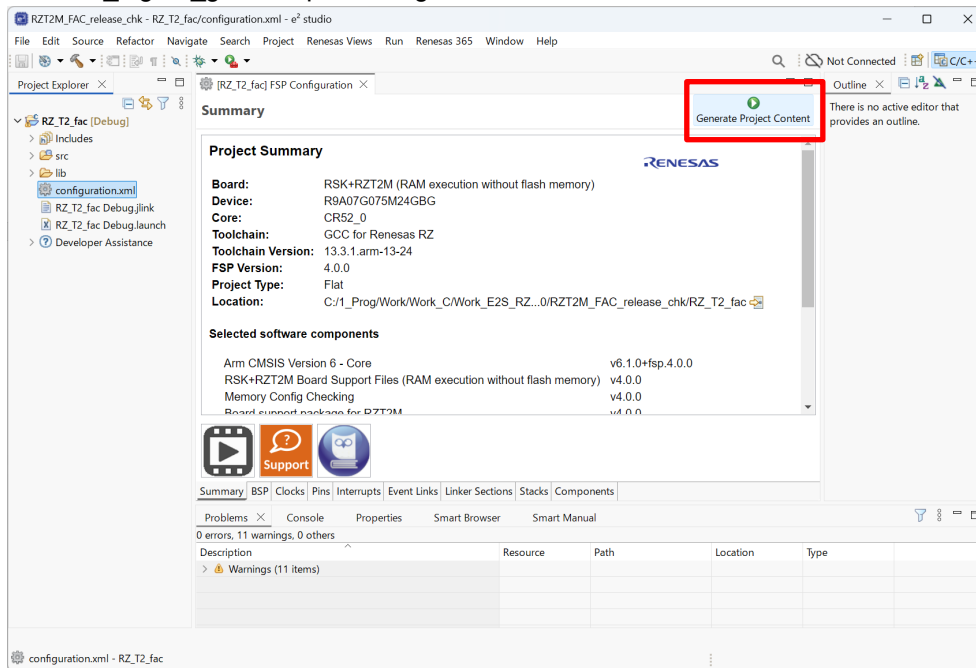 RZT2M_FAC_release_chk - RZ_T2_fac/configuration.xml - e² studio
File Edit Source Refactor Navigate Search Project Renesas Views Run Renesas 365 Window Help
Not Connected
C/C++
Project Explorer
[RZ_T2_fac] FSP Configuration
Outline
RZ_T2_fac [Debug]
Includes
src
lib
configuration.xml
RZ_T2_fac Debug.jlink
RZ_T2_fac Debug.launch
Developer Assistance
Summary
Generate Project Content
There is no active editor that
provides an outline.
Project Summary
RENESAS
Board: RSK+RZT2M (RAM execution without flash memory)
Device: R9A07G075M24GBG
Core: CR52_0
Toolchain: GCC for Renesas RZ
Toolchain Version: 13.3.1.arm-13-24
FSP Version: 4.0.0
Project Type: Flat
Location: C:/1_Prog/Work/Work_C/Work_E2S_RZ...0/RZT2M_FAC_release_chk/RZ_T2_fac
Selected software components
Arm CMSIS Version 6 - Core v6.1.0+fsp.4.0.0
RSK+RZT2M Board Support Files (RAM execution without flash memory) v4.0.0
Memory Config Checking v4.0.0
Board support package for RZT2M v4.0.0
Support
Summary BSP Clocks Pins Interrupts Event Links Linker Sections Stacks Components
Problems Console Properties Smart Browser Smart Manual
0 errors, 11 warnings, 0 others
Description Resource Path Location Type
Warnings (11 items)
configuration.xml - RZ_T2_fac